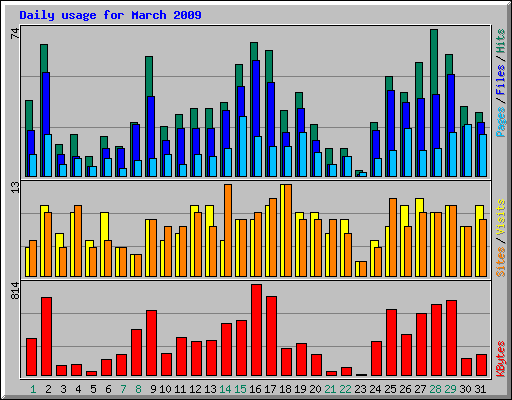 Daily usage for March 2009
74
Pages / Files / Hits
13
Sites / Visits
814
KBytes
1 2 3 4 5 6 7 8 9 10 11 12 13 14 15 16 17 18 19 20 21 22 23 24 25 26 27 28 29 30 31